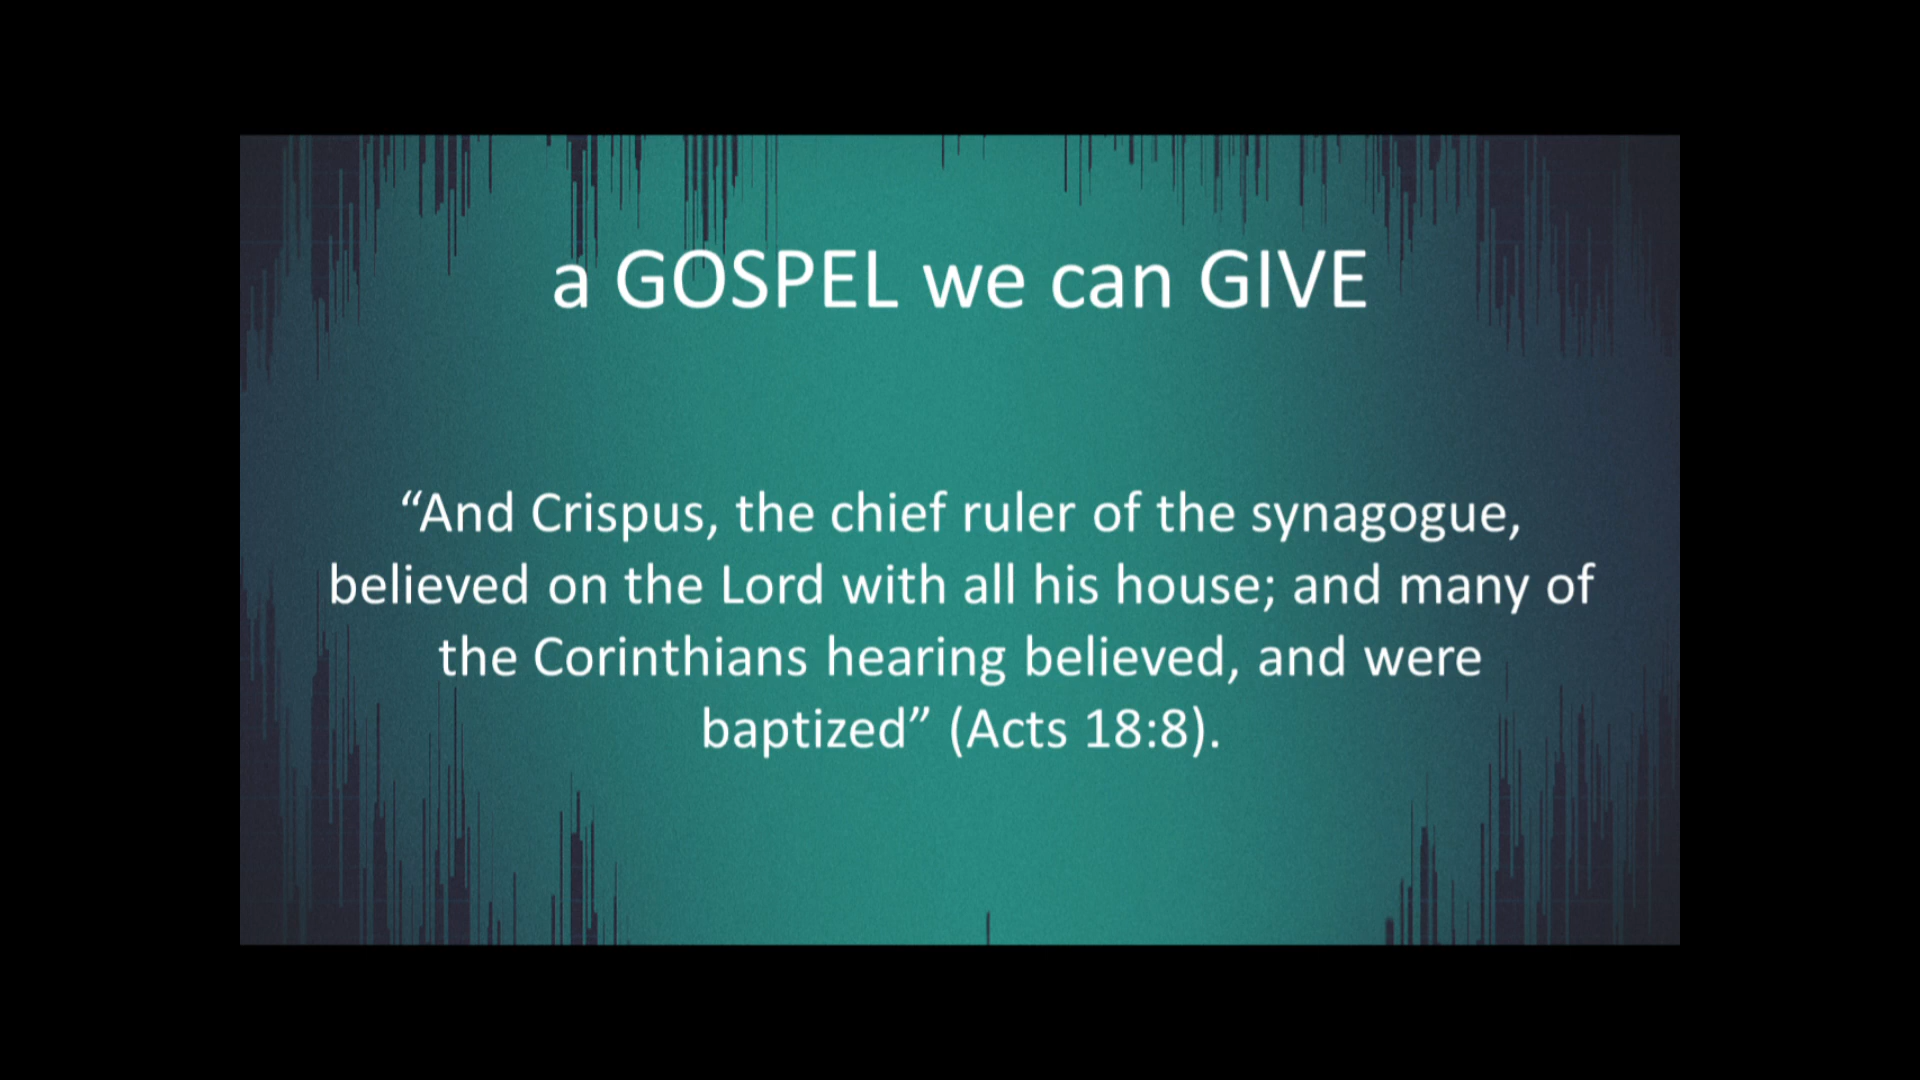 a GOSPEL we can GIVE
“And Crispus, the chief ruler of the synagogue,
believed on the Lord with all his house; and many of
the Corinthians hearing believed, and were
baptized” (Acts 18:8).